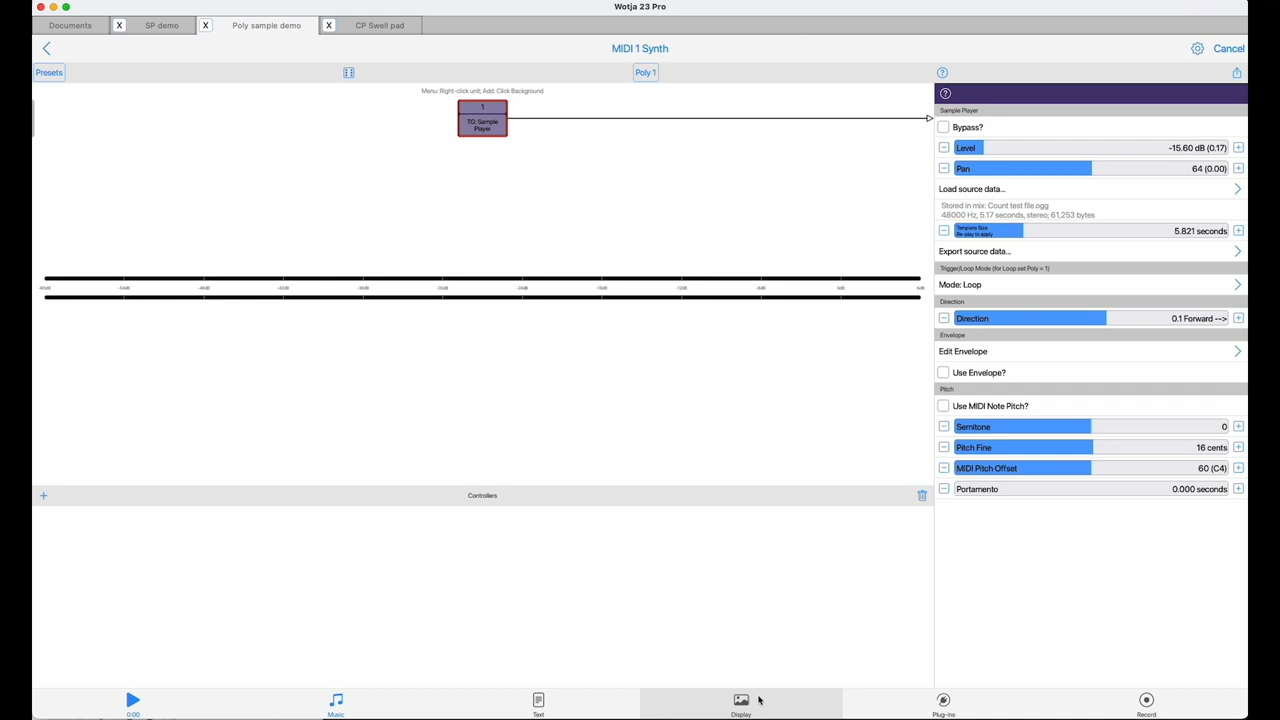 Wotja 23 Pro
Documents
X
SP demo
X
Poly sample demo
X
CP Swell pad
MIDI 1 Synth
Cancel
Presets
Poly 1
?
Menu: Right-click unit; Add: Click Background
?
1
TG: Sample
Player
Sample Player
Bypass?
Level
-15.60 dB (0.17)
Pan
64 (0.00)
Load source data...
Stored in mix: Count test file.ogg
48000 Hz, 5.17 seconds, stereo; 61,253 bytes
Template Size
Re-play to apply
5.821 seconds
Export source data...
Trigger/Loop Mode (for Loop set Poly = 1)
Mode: Loop
Direction
Direction
0.1 Forward -->
Envelope
Edit Envelope
Use Envelope?
Pitch
Use MIDI Note Pitch?
Semitone
0
Pitch Fine
16 cents
MIDI Pitch Offset
60 (C4)
Portamento
0.000 seconds
+
Controllers
0:00
Music
Text
Display
Plug-ins
Record